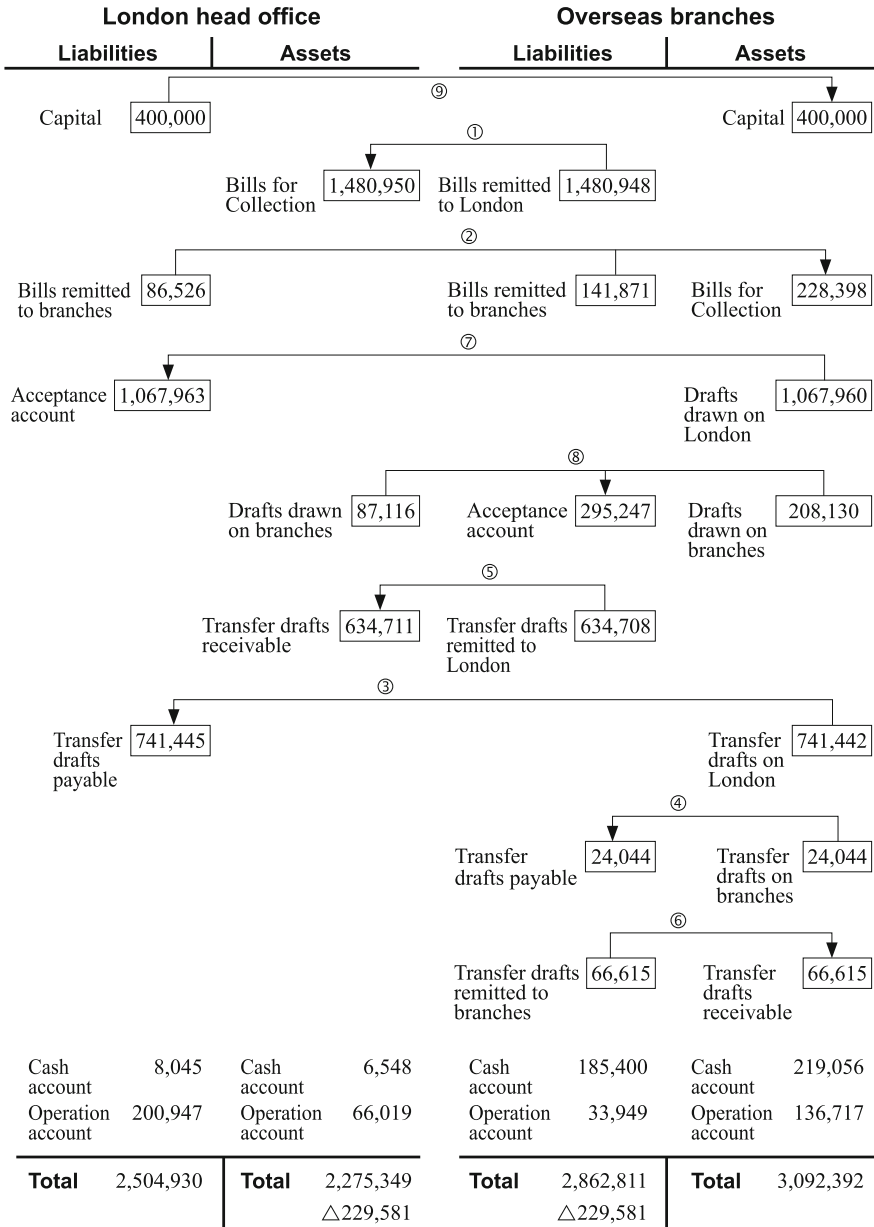 London head office
Overseas branches
Liabilities
Assets
Liabilities
Assets
⑨
Capital
400,000
Capital
400,000
①
Bills for
Collection
1,480,950
Bills remitted
to London
1,480,948
②
Bills remitted
to branches
86,526
Bills remitted
to branches
141,871
Bills for
Collection
228,398
⑦
Acceptance
account
1,067,963
Drafts
drawn on
London
1,067,960
⑧
Drafts drawn
on branches
87,116
Acceptance
account
295,247
Drafts
drawn on
branches
208,130
⑤
Transfer drafts
receivable
634,711
Transfer drafts
remitted to
London
634,708
③
Transfer
drafts
payable
741,445
Transfer
drafts on
London
741,442
④
Transfer
drafts payable
24,044
Transfer
drafts on
branches
24,044
⑥
Transfer drafts
remitted to
branches
66,615
Transfer
drafts
receivable
66,615
Cash
account
8,045
Cash
account
6,548
Cash
account
185,400
Cash
account
219,056
Operation
account
200,947
Operation
account
66,019
Operation
account
33,949
Operation
account
136,717
Total 2,504,930
Total 2,275,349
Total 2,862,811
Total 3,092,392
△229,581
△229,581